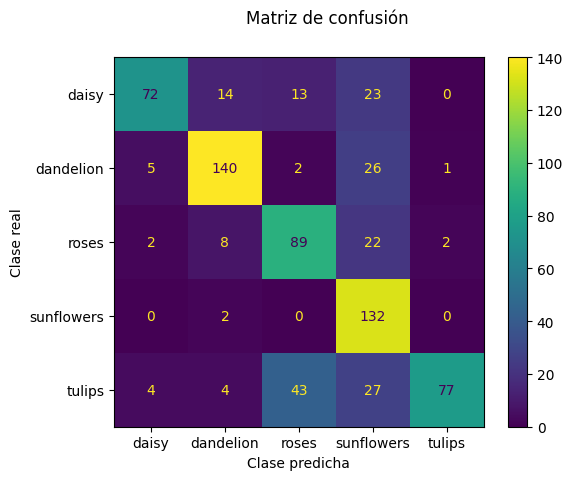 Matriz de confusión
Clase real
daisy 72 14 13 23 0
dandelion 5 140 2 26 1
roses 2 8 89 22 2
sunflowers 0 2 0 132 0
tulips 4 4 43 27 77
daisy dandelion roses sunflowers tulips
Clase predicha
140
120
100
80
60
40
20
0